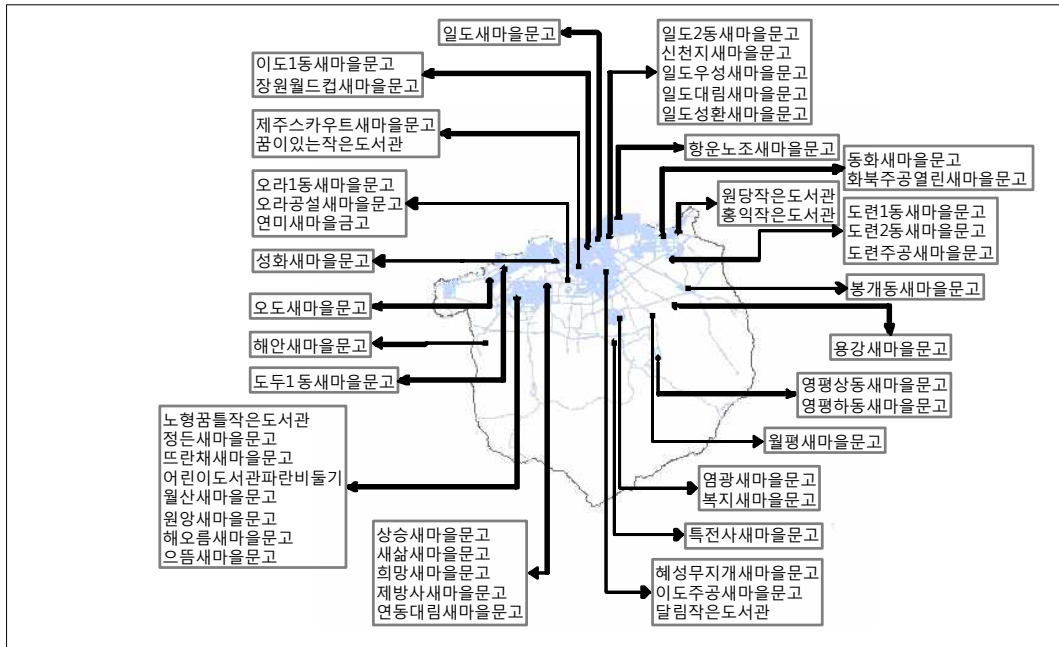 일도새마을문고
일도2동새마을문고
신천지새마을문고
일도우성새마을문고
일도대림새마을문고
일도성환새마을문고
이도1동새마을문고
장원월드컵새마을문고
제주스카우트새마을문고
꿈이있는작은도서관
항운노조새마을문고
동화새마을문고
화북주공열린새마을문고
오라1동새마을문고
오라공설새마을문고
연미새마을금고
원당작은도서관
홍익작은도서관
도련1동새마을문고
도련2동새마을문고
도련주공새마을문고
성화새마을문고
봉개동새마을문고
오도새마을문고
해안새마을문고
용강새마을문고
도두1동새마을문고
영평상동새마을문고
영평하동새마을문고
노형꿈틀작은도서관
정든새마을문고
뜨란채새마을문고
어린이도서관파란비둘기
월산새마을문고
원앙새마을문고
해오름새마을문고
으뜸새마을문고
월평새마을문고
염광새마을문고
복지새마을문고
상승새마을문고
새삶새마을문고
희망새마을문고
제방사새마을문고
연동대림새마을문고
특전사새마을문고
혜성무지개새마을문고
이도주공새마을문고
달림작은도서관